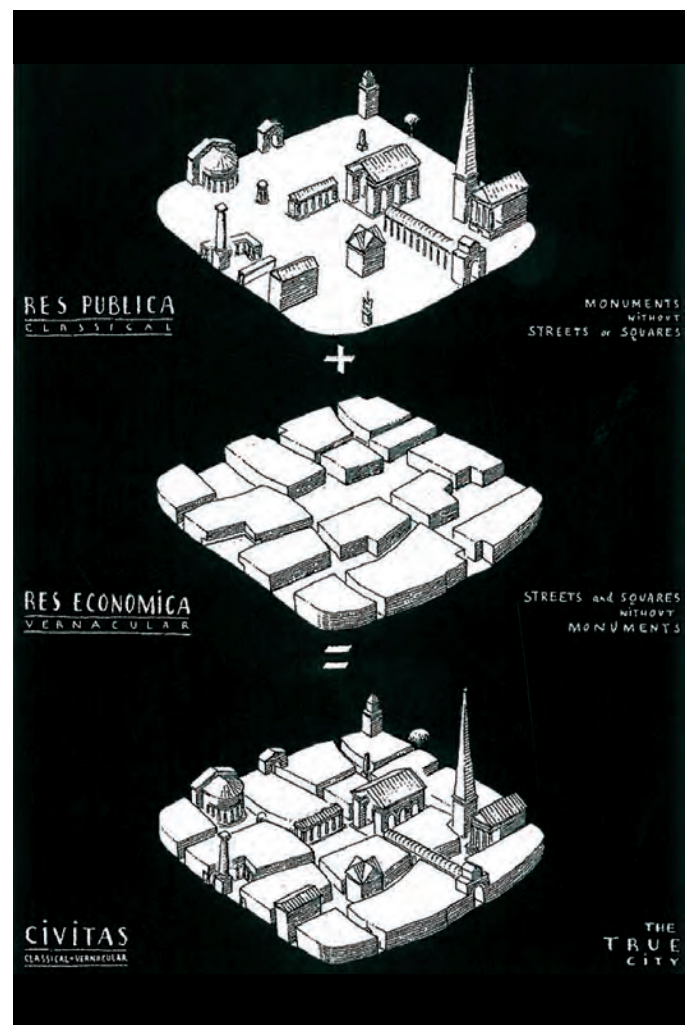 RES PUBLICA
CLASSICAL
MONUMENTS
WITHOUT
STREETS or SQUARES
+
RES ECONOMICA
VERNACULAR
STREETS and SQUARES
WITHOUT
MONUMENTS
=
CiViTAS
CLASSICAL+VERNACULAR
THE
TRUE
CiTY